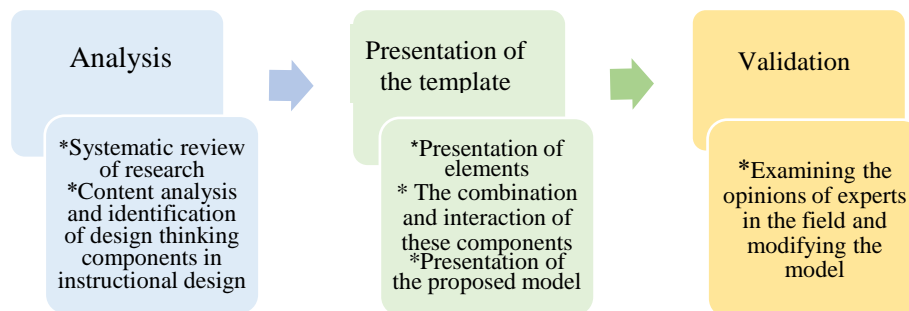 Analysis
*Systematic review
of research
*Content analysis
and identification
of design thinking
components in
instructional design
Presentation of
the template
*Presentation of
elements
* The combination
and interaction of
these components
*Presentation of
the proposed model
Validation
*Examining the
opinions of experts
in the field and
modifying the
model